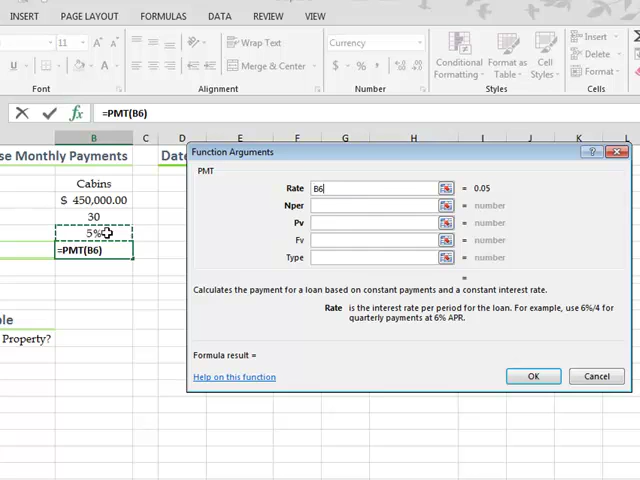 INSERT PAGE LAYOUT FORMULAS DATA REVIEW VIEW
11 A A Wrap Text Currency Conditional Formatting Format as Table Cell Styles Insert
Merge & Center $ % Delete
Format
Font Alignment Number Styles Cells
fx =PMT(B6)
B C D E F G H I J K L
se Monthly Payments
Cabins
$ 450,000.00
30
5%
=PMT(B6)
ble
Property?
Date
Function Arguments
PMT
Rate B6 = 0.05
Nper = number
Pv = number
Fv = number
Type = number
=
Calculates the payment for a loan based on constant payments and a constant interest rate.
Rate is the interest rate per period for the loan. For example, use 6%/4 for
quarterly payments at 6% APR.
Formula result =
Help on this function OK Cancel